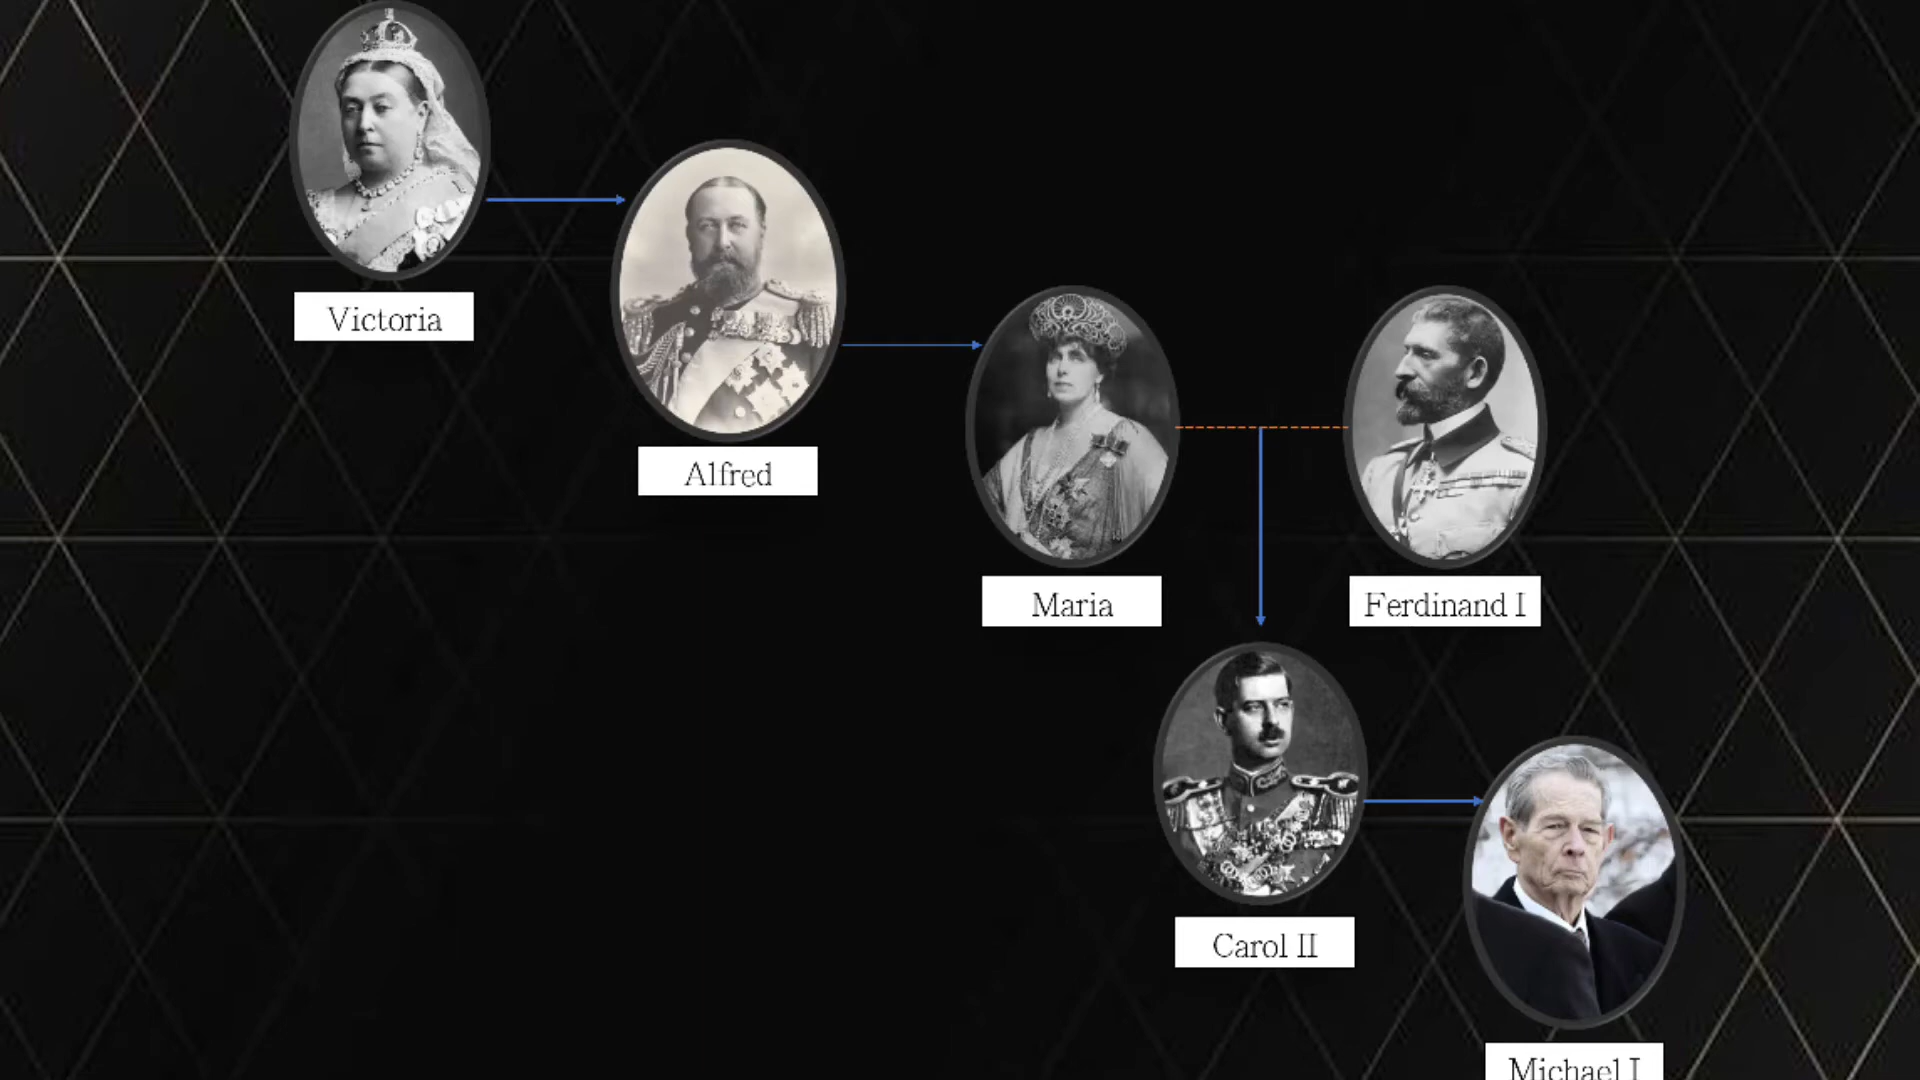 Victoria
Alfred
Maria
Ferdinand I
Carol II
Michael I